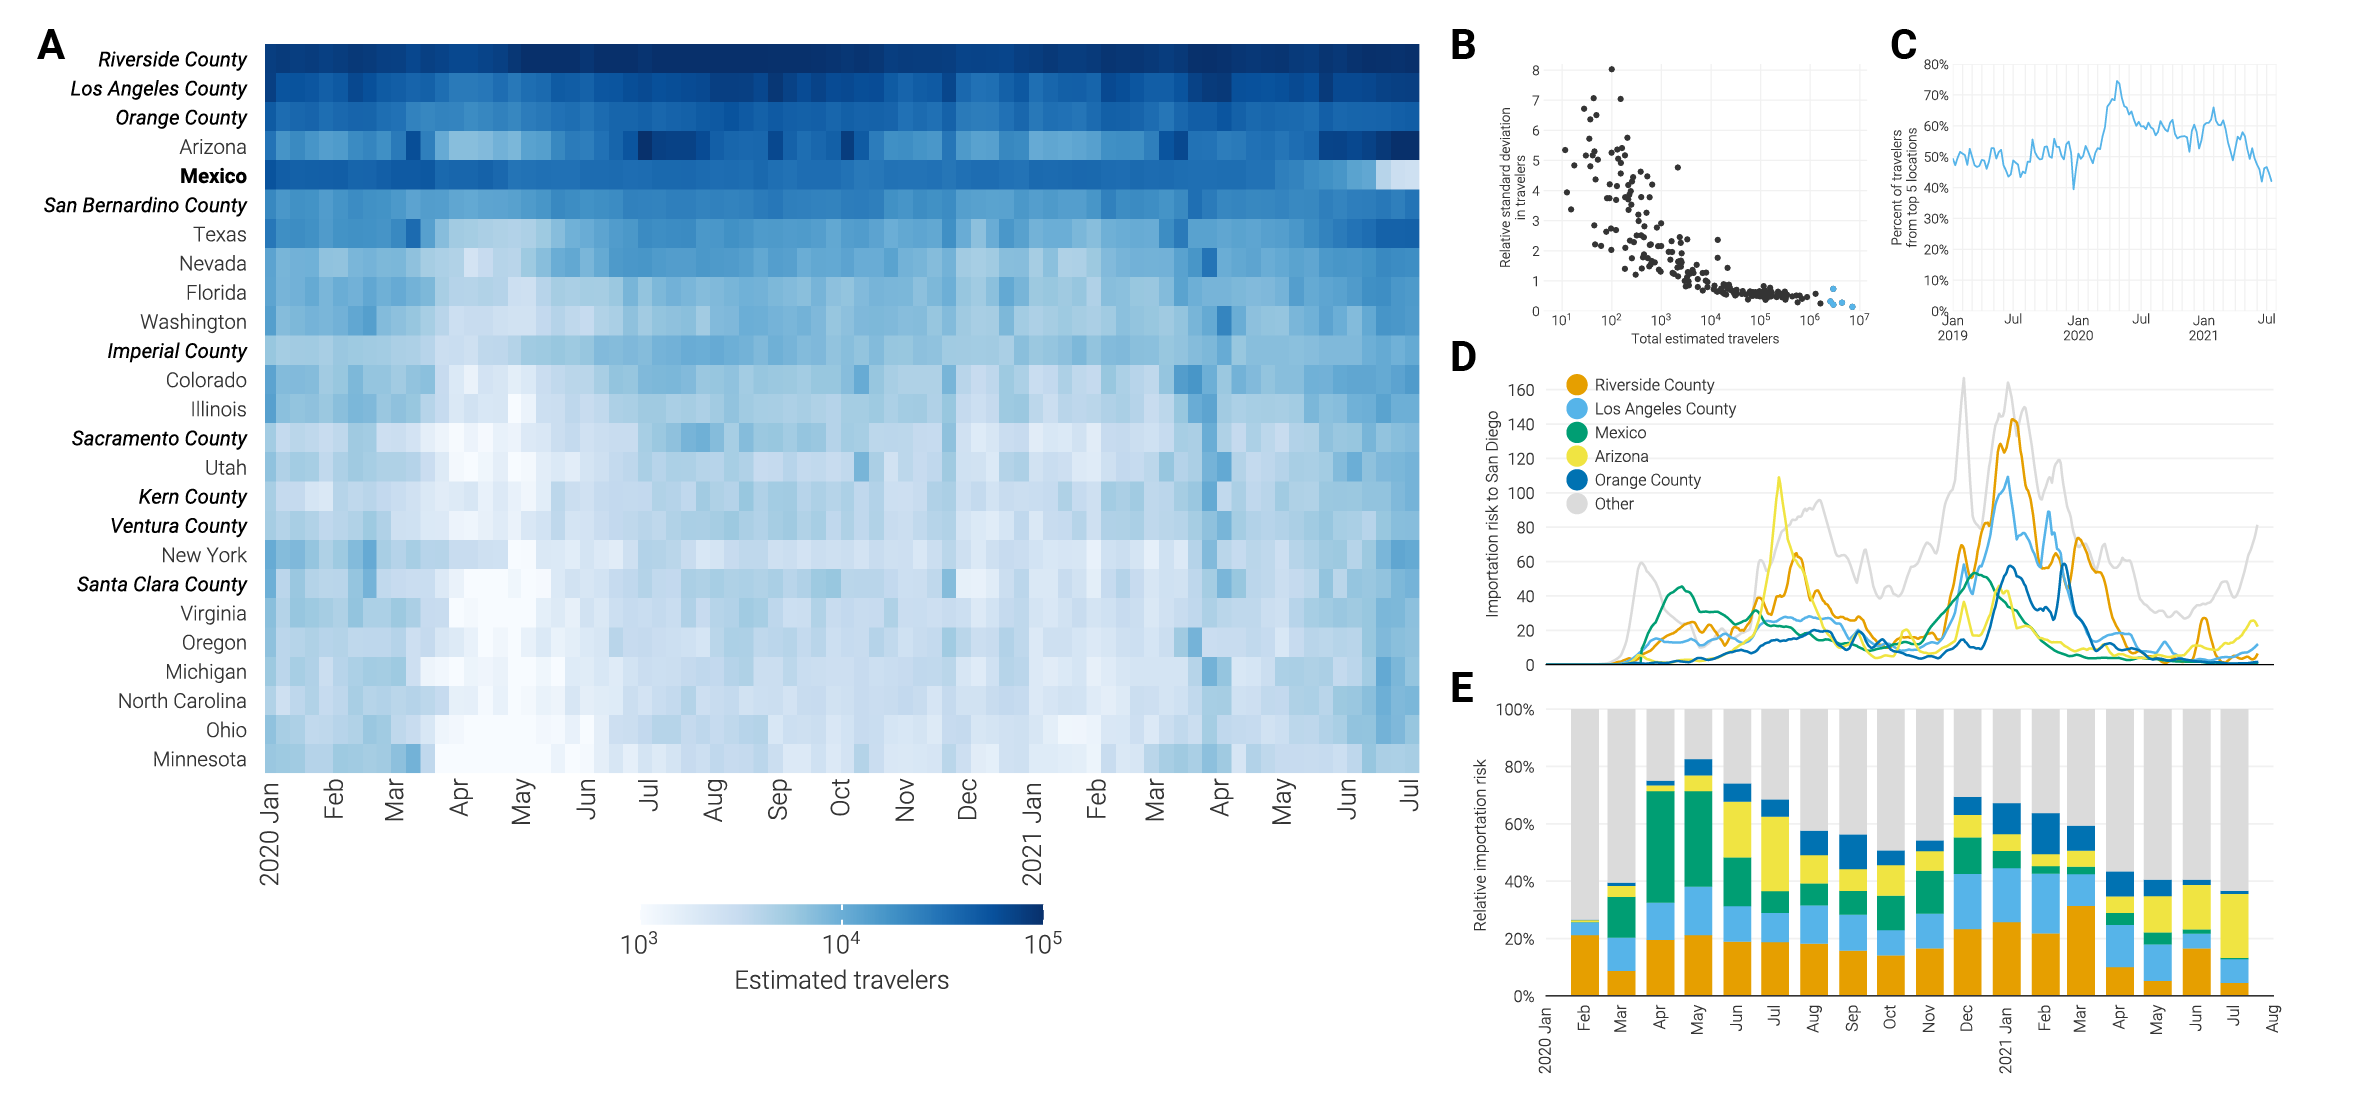 A
Riverside County
Los Angeles County
Orange County
Arizona
Mexico
San Bernardino County
Texas
Nevada
Florida
Washington
Imperial County
Colorado
Illinois
Sacramento County
Utah
Kern County
Ventura County
New York
Santa Clara County
Virginia
Oregon
Michigan
North Carolina
Ohio
Minnesota
2020 Jan
Feb
Mar
Apr
May
Jun
Jul
Aug
Sep
Oct
Nov
Dec
2021 Jan
Feb
Mar
Apr
May
Jun
Jul
10³ 10⁴ 10⁵
Estimated travelers
B
Relative standard deviation
in travelers
8
7
6
5
4
3
2
1
0
10¹ 10² 10³ 10⁴ 10⁵ 10⁶ 10⁷
Total estimated travelers
C
Percent of travelers
from top 5 locations
80%
70%
60%
50%
40%
30%
20%
10%
0%
Jan Jul Jan Jul Jan Jul
2019 2020 2021
D
Importation risk to San Diego
160
140
120
100
80
60
40
20
0
Riverside County
Los Angeles County
Mexico
Arizona
Orange County
Other
E
Relative importation risk
100%
80%
60%
40%
20%
0%
2020 Jan
Feb
Mar
Apr
May
Jun
Jul
Aug
Sep
Oct
Nov
Dec
2021 Jan
Feb
Mar
Apr
May
Jun
Jul
Aug